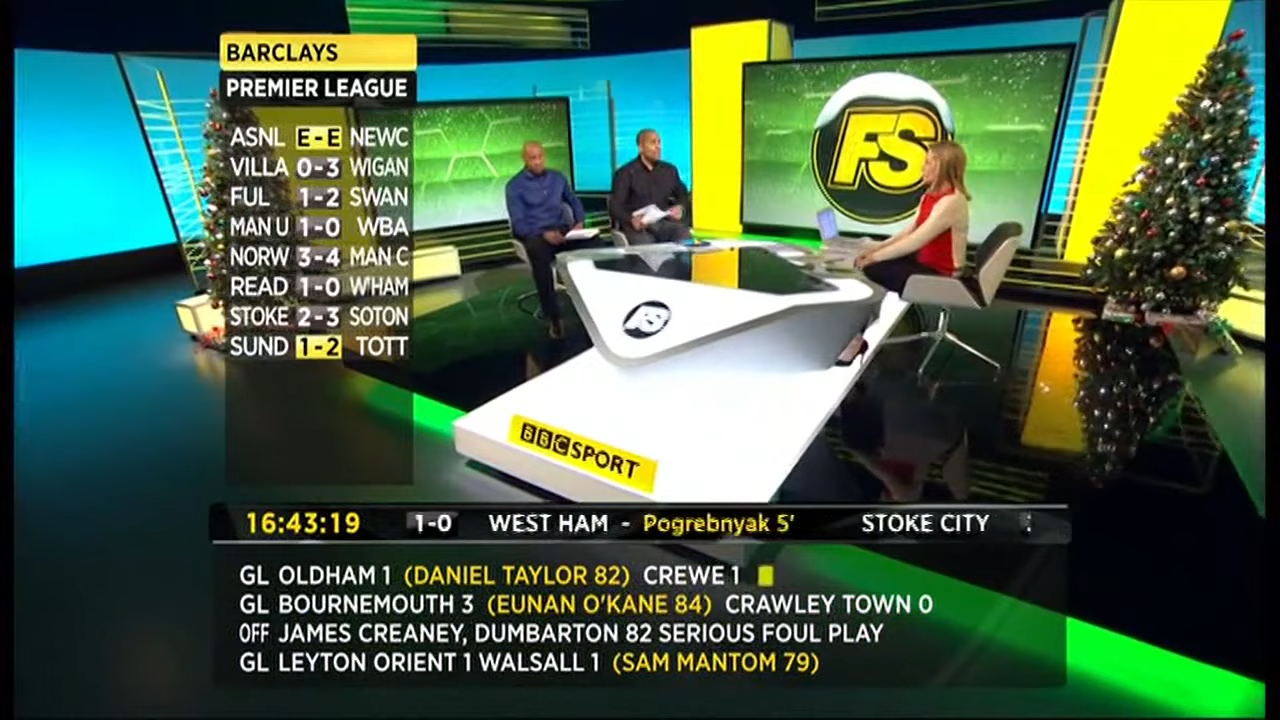 BARCLAYS
PREMIER LEAGUE
ASNL E-E NEWC
VILLA 0-3 WIGAN
FUL 1-2 SWAN
MAN U 1-0 WBA
NORW 3-4 MAN C
READ 1-0 W'HAM
STOKE 2-3 SOTON
SUND 1-2 TOTT
FS
FS
BBC SPORT
16:43:19 1-0 WEST HAM - Pogrebnyak 5' STOKE CITY
GL OLDHAM 1 (DANIEL TAYLOR 82) CREWE 1
GL BOURNEMOUTH 3 (EUNAN O'KANE 84) CRAWLEY TOWN 0
OFF JAMES CREANEY, DUMBARTON 82 SERIOUS FOUL PLAY
GL LEYTON ORIENT 1 WALSALL 1 (SAM MANTOM 79)